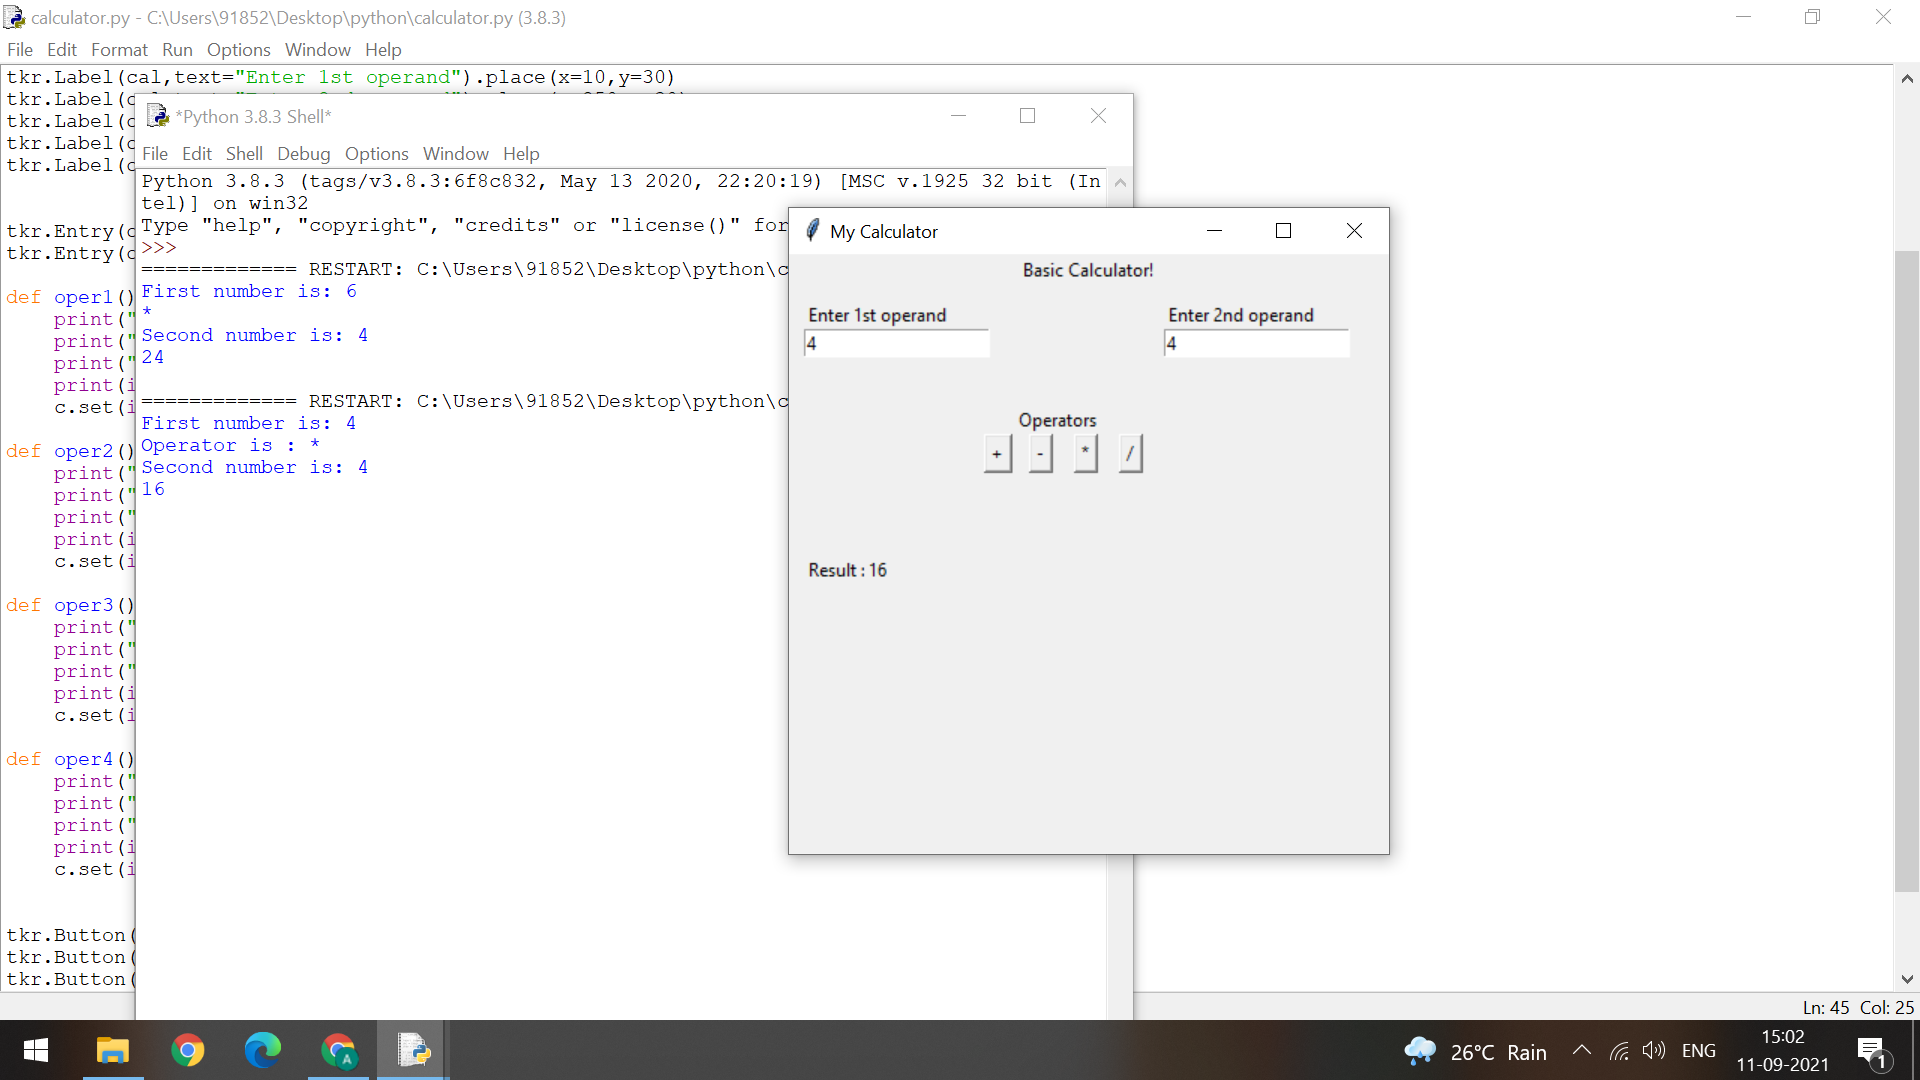 calculator.py - C:\Users\91852\Desktop\python\calculator.py (3.8.3)
File Edit Format Run Options Window Help
tkr.Label(cal,text="Enter 1st operand").place(x=10,y=30)
tkr.Label(c
tkr.Label(c
tkr.Label(c
tkr.Label(c
tkr.Entry(c
tkr.Entry(c
def oper1()
print("
print("
print("
print(i
c.set(i
def oper2()
print("
print("
print("
print(i
c.set(i
def oper3()
print("
print("
print("
print(i
c.set(i
def oper4()
print("
print("
print("
print(i
c.set(i
tkr.Button(
tkr.Button(
tkr.Button(
*Python 3.8.3 Shell*
File Edit Shell Debug Options Window Help
Python 3.8.3 (tags/v3.8.3:6f8c832, May 13 2020, 22:20:19) [MSC v.1925 32 bit (In
tel)] on win32
Type "help", "copyright", "credits" or "license()" for
>>>
============= RESTART: C:\Users\91852\Desktop\python\c
First number is: 6
*
Second number is: 4
24
============= RESTART: C:\Users\91852\Desktop\python\c
First number is: 4
Operator is : *
Second number is: 4
16
My Calculator
Basic Calculator!
Enter 1st operand Enter 2nd operand
4 4
Operators
+ - * /
Result : 16
Ln: 45 Col: 25
A
26°C Rain
ENG
15:02
11-09-2021
1